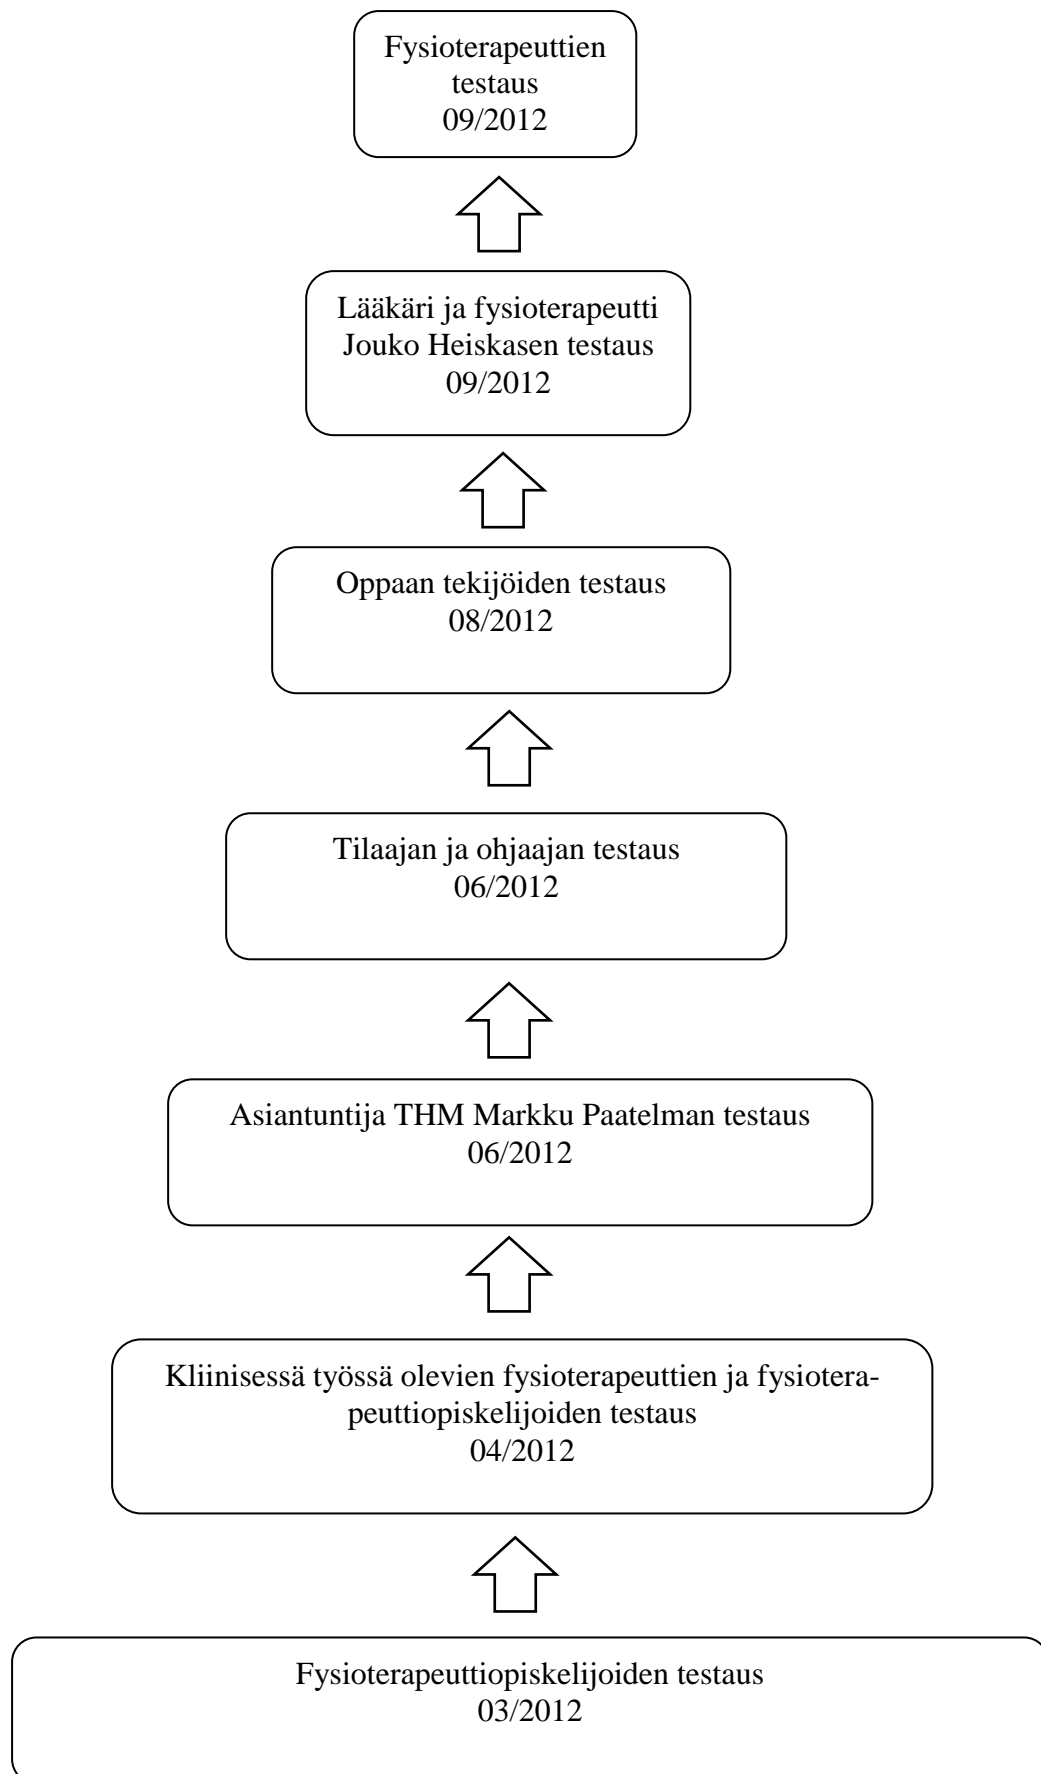 Fysioterapeuttien
testaus
09/2012
Lääkäri ja fysioterapeutti
Jouko Heiskasen testaus
09/2012
Oppaan tekijöiden testaus
08/2012
Tilaajan ja ohjaajan testaus
06/2012
Asiantuntija THM Markku Paatelman testaus
06/2012
Kliinisessä työssä olevien fysioterapeuttien ja fysiotera-
peuttiopiskelijoiden testaus
04/2012
Fysioterapeuttiopiskelijoiden testaus
03/2012